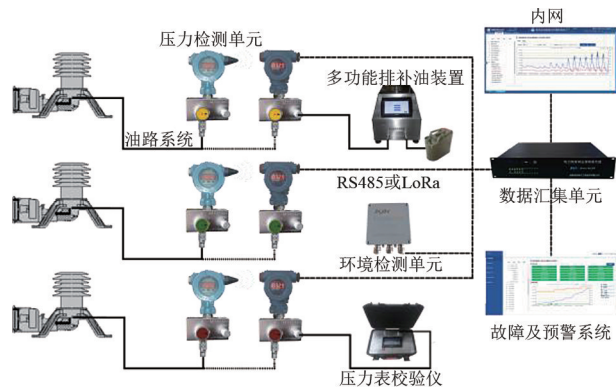 内网
压力检测单元
多功能排补油装置
油路系统
RS485或LoRa
数据汇集单元
环境检测单元
故障及预警系统
压力表校验仪